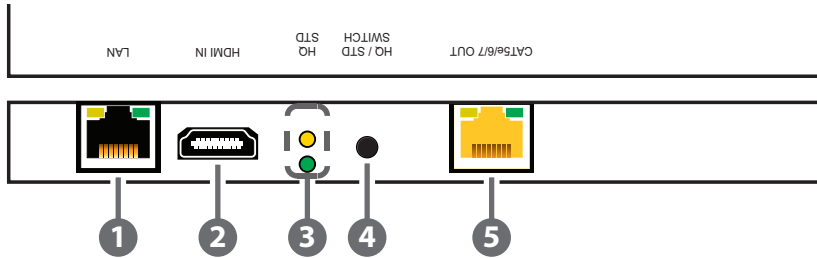 LAN
HDMI IN
HQ
STD
HQ / STD
SWITCH
CAT5e/6/7 OUT
1
2
3
4
5